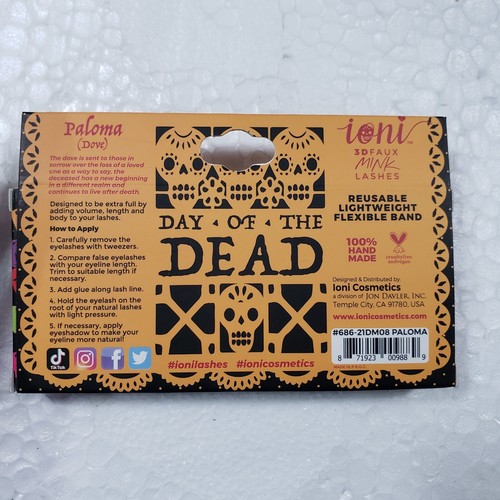 Paloma
(Dove)
The dove is sent to those in
sorrow over the loss of a loved
one as a way to say, the
deceased has a new beginning
in a different realm and
continues to live after death.
Designed to be extra full by
adding volume, length and
body to your lashes.
How to Apply
1. Carefully remove the
eyelashes with tweezers.
2. Compare false eyelashes
with your eyeline length.
Trim to suitable length if
necessary.
3. Add glue along lash line.
4. Hold the eyelash on the
root of your natural lashes
with light pressure.
5. If necessary, apply
eyeshadow to make your
eyeline more natural!
TikTok
DAY • OF • THE
DEAD
#ionilashes #ionicosmetics
ioni™
3D FAUX
MINK
LASHES
REUSABLE
LIGHTWEIGHT
FLEXIBLE BAND
100%
HAND
MADE
crueltyfree
andvegan
Designed & Distributed by
Ioni Cosmetics
a division of JON DAVLER, INC.
Temple City, CA 91780, USA
www.ionicosmetics.com
#686-21DM08 PALOMA
8 71923 00988 9
MADE IN P.R.C.